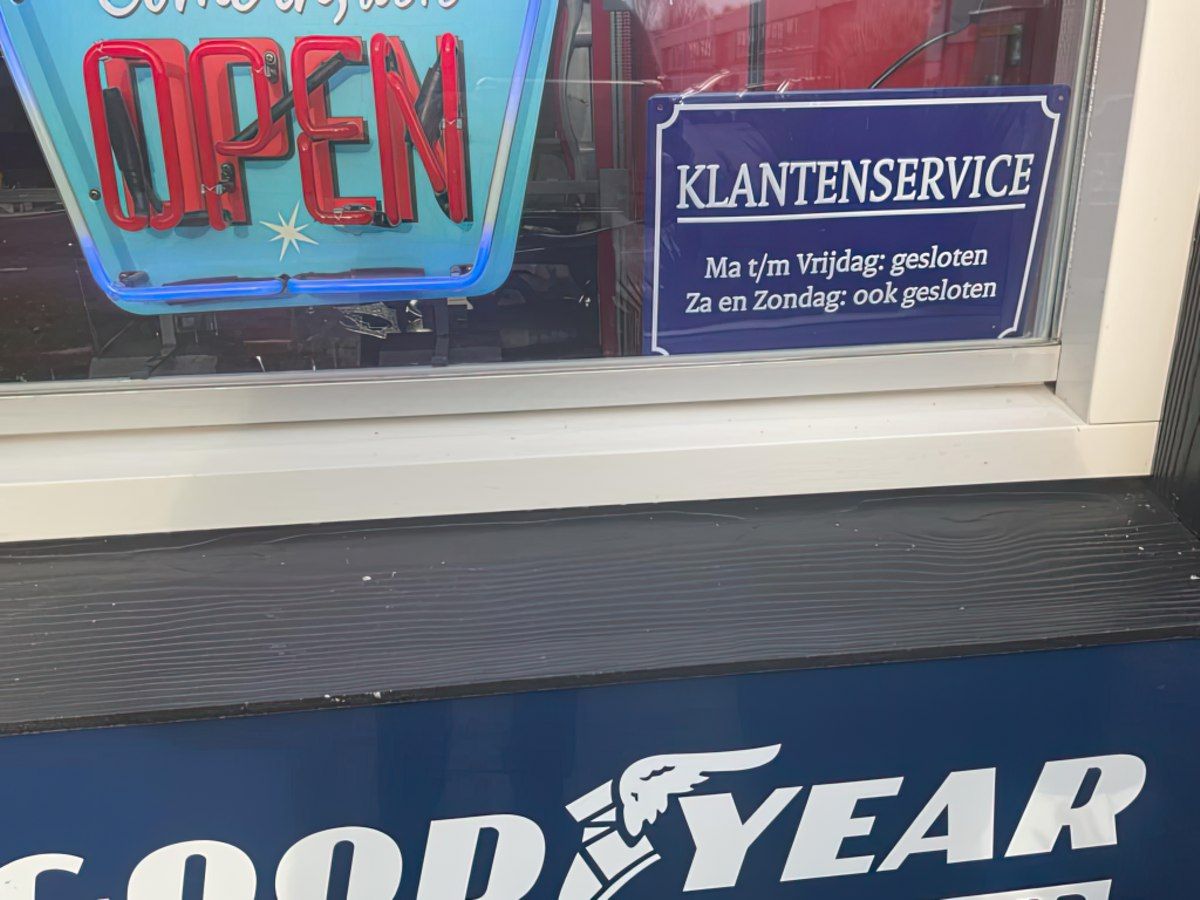 OPEN
KLANTENSERVICE
Ma t/m Vrijdag: gesloten
Za en Zondag: ook gesloten
GOODYEAR